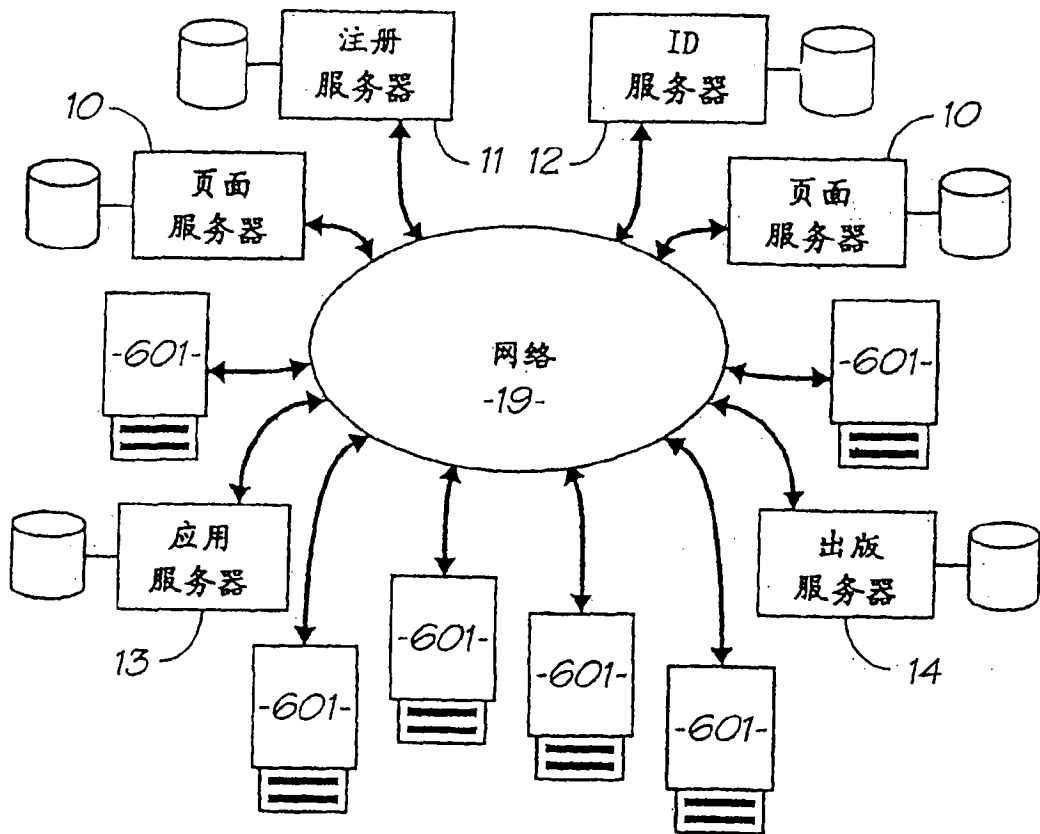 注册
服务器
ID
服务器
10
11
12
10
页面
服务器
页面
服务器
-601-
网络
-19-
-601-
应用
服务器
出版
服务器
-601-
-601-
-601-
-601-
13
14